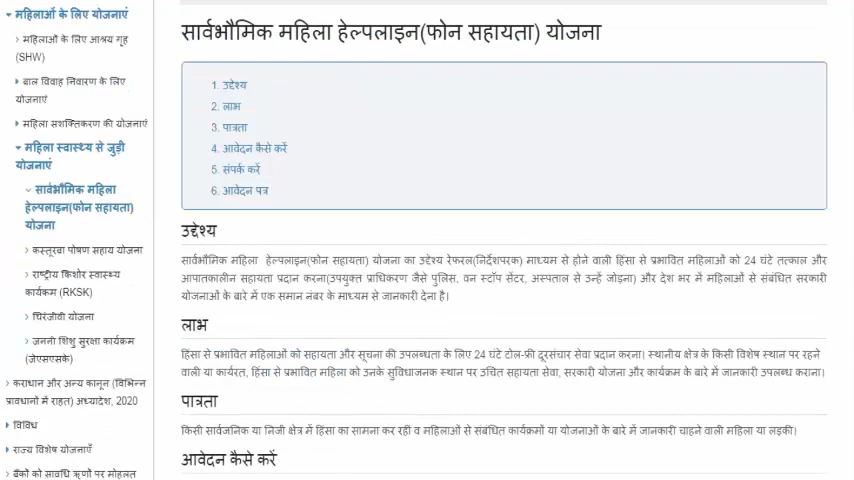 महिलाओं के लिए योजनाएं
महिलाओं के लिए आश्रय गृह
(SHW)
बाल विवाह निवारण के लिए
योजनाएं
महिला सशक्तिकरण की योजनाएं
महिला स्वास्थ्य से जुड़ी
योजनाएं
सार्वभौमिक महिला
हेल्पलाइन(फोन सहायता)
योजना
कस्तूरबा पोषण सहाय योजना
राष्ट्रीय किशोर स्वास्थ्य
कार्यक्रम (RKSK)
चिरंजीवी योजना
जननी शिशु सुरक्षा कार्यक्रम
(जेएसएसके)
कराधान और अन्य कानून (विभिन्न
प्रावधानों में राहत) अध्यादेश, 2020
विविध
राज्य विशेष योजनाएँ
बैंकों को सावधि ऋणों पर मोहलत
सार्वभौमिक महिला हेल्पलाइन(फोन सहायता) योजना
1. उद्देश्य
2. लाभ
3. पात्रता
4. आवेदन कैसे करें
5. संपर्क करें
6. आवेदन पत्र
उद्देश्य
सार्वभौमिक महिला हेल्पलाइन(फोन सहायता) योजना का उद्देश्य रेफरल(निर्देशपरक) माध्यम से होने वाली हिंसा से प्रभावित महिलाओं को 24 घंटे तत्काल और
आपातकालीन सहायता प्रदान करना(उपयुक्त प्राधिकरण जैसे पुलिस, वन स्टॉप सेंटर, अस्पताल से उन्हें जोड़ना) और देश भर में महिलाओं से संबंधित सरकारी
योजनाओं के बारे में एक समान नंबर के माध्यम से जानकारी देना है।
लाभ
हिंसा से प्रभावित महिलाओं को सहायता और सूचना की उपलब्धता के लिए 24 घंटे टोल-फ्री दूरसंचार सेवा प्रदान करना। स्थानीय क्षेत्र के किसी विशेष स्थान पर रहने
वाली या कार्यरत, हिंसा से प्रभावित महिला को उनके सुविधाजनक स्थान पर उचित सहायता सेवा, सरकारी योजना और कार्यक्रम के बारे में जानकारी उपलब्ध कराना।
पात्रता
किसी सार्वजनिक या निजी क्षेत्र में हिंसा का सामना कर रहीं व महिलाओं से संबंधित कार्यक्रमों या योजनाओं के बारे में जानकारी चाहने वाली महिला या लड़की।
आवेदन कैसे करें